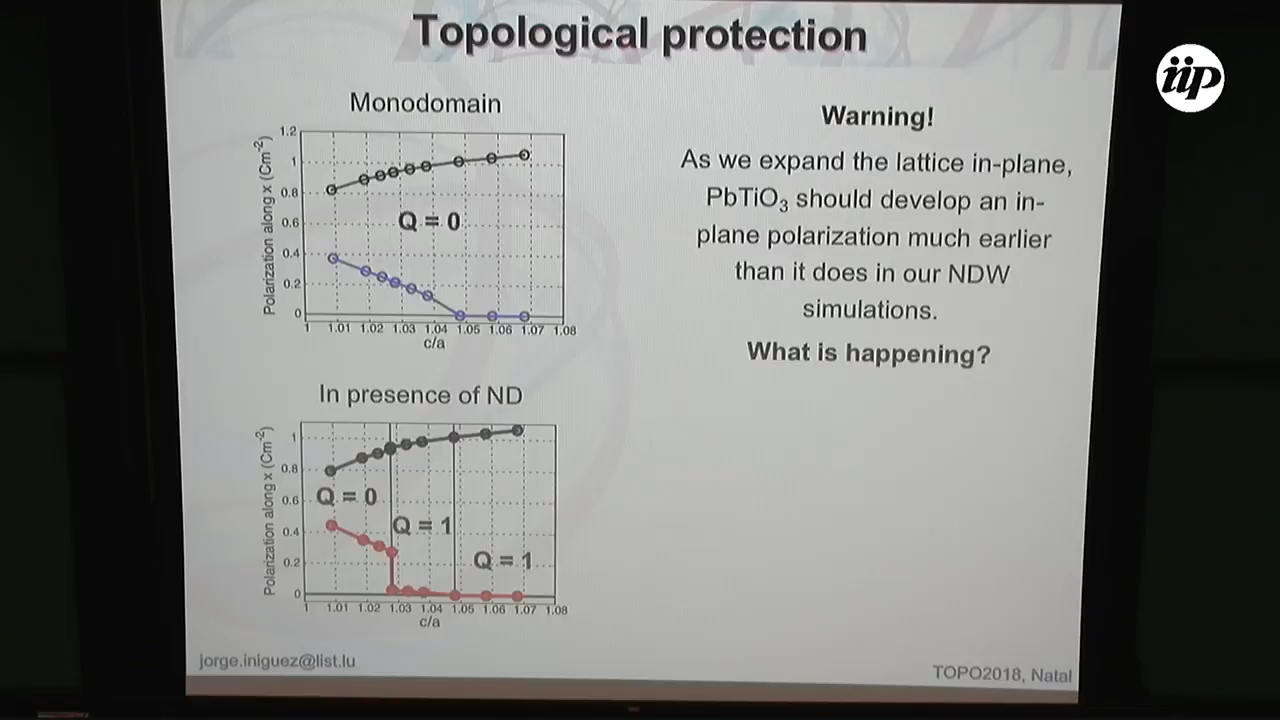 Topological protection
iip
Monodomain
Polarization along x (Cm-2)
1.2
1
0.8
0.6
0.4
0.2
0
Q = 0
1 1.01 1.02 1.03 1.04 1.05 1.06 1.07 1.08
c/a
In presence of ND
Polarization along x (Cm-2)
1
0.8
0.6
0.4
0.2
0
Q = 0
Q = 1
Q = 1
1 1.01 1.02 1.03 1.04 1.05 1.06 1.07 1.08
c/a
Warning!
As we expand the lattice in-plane,
PbTiO3 should develop an in-
plane polarization much earlier
than it does in our NDW
simulations.
What is happening?
jorge.iniguez@list.lu
TOPO2018, Natal